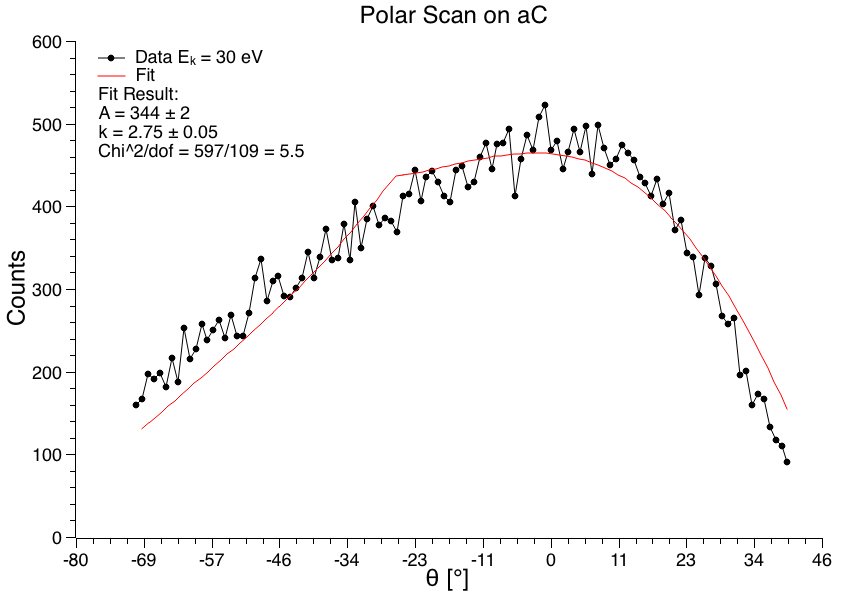 Polar Scan on aC
600
500
400
300
200
100
0
Counts
Data Eₖ = 30 eV
Fit
Fit Result:
A = 344 ± 2
k = 2.75 ± 0.05
Chi^2/dof = 597/109 = 5.5
-80 -69 -57 -46 -34 -23 -11 0 11 23 34 46
θ [°]